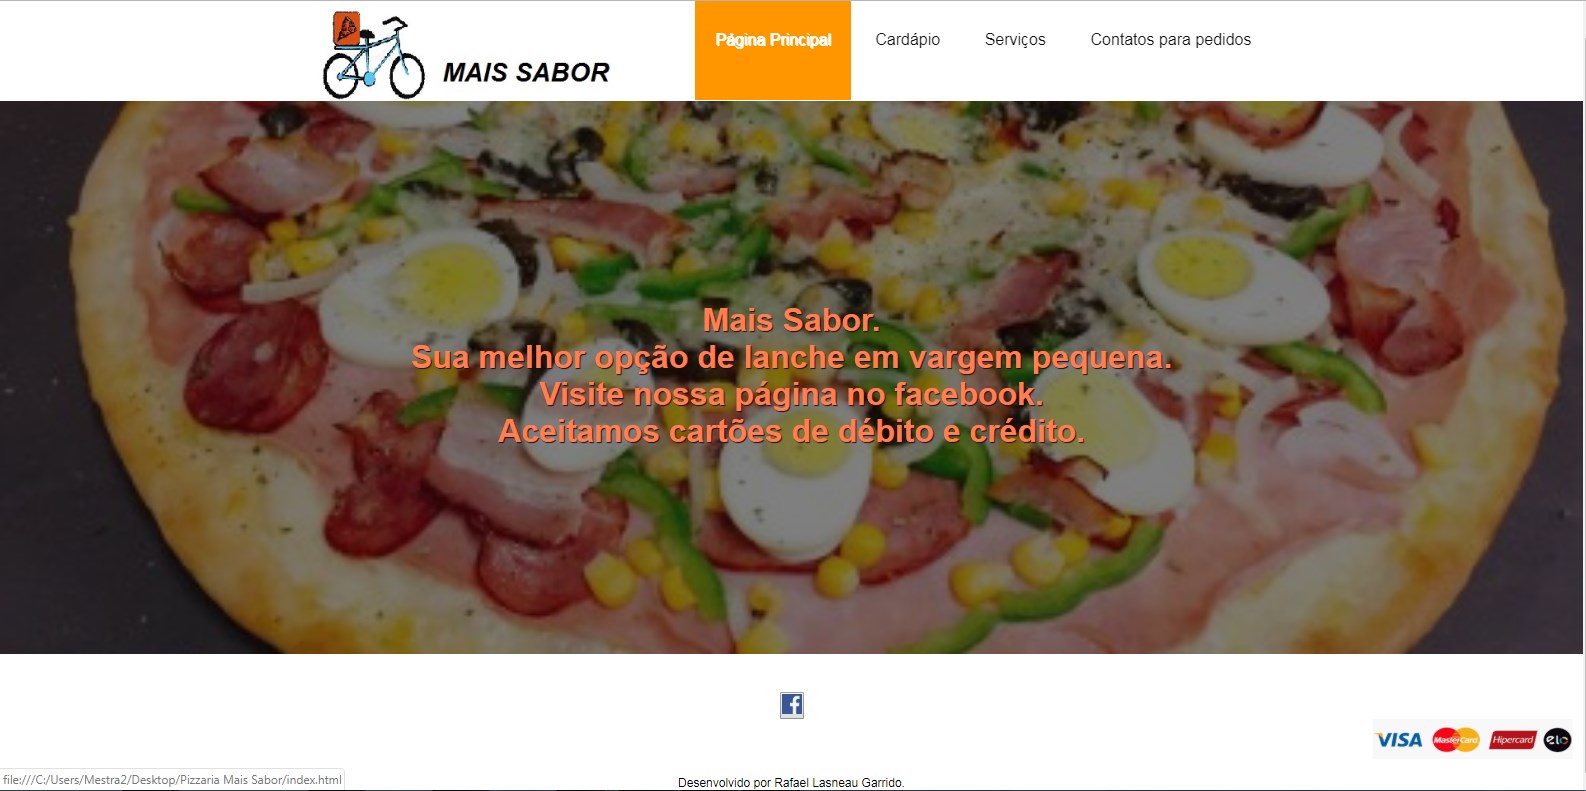 MAIS SABOR
Página Principal
Cardápio
Serviços
Contatos para pedidos
Mais Sabor.
Sua melhor opção de lanche em vargem pequena.
Visite nossa página no facebook.
Aceitamos cartões de débito e crédito.
f
VISA MasterCard Hipercard elo
file:///C:/Users/Mestra2/Desktop/Pizzaria Mais Sabor/index.html
Desenvolvido por Rafael Lasneau Garrido.